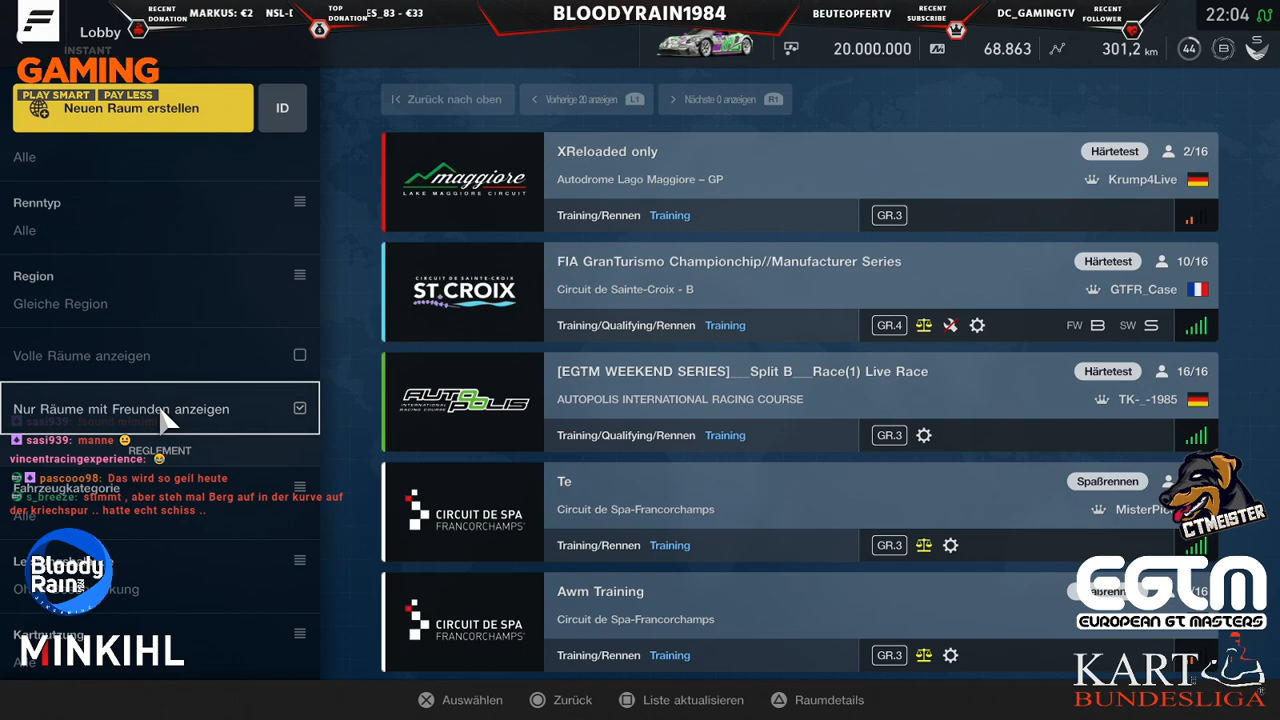 RECENT DONATION
MARKUS: €2
NSL-
TOP DONATION
ES_83 - €33
BLOODYRAIN1984
BEUTEOPFERTV
RECENT SUBSCRIBE
DC_GAMINGTV
RECENT FOLLOWER
22:04
Lobby
20.000.000
68.863
301,2 km
44
B
S
INSTANT
GAMING
PLAY SMART PAY LESS
Neuen Raum erstellen
ID
Alle
Renntyp
Alle
Region
Gleiche Region
Volle Räume anzeigen
Nur Räume mit Freunden anzeigen
sasi939:
sasi939: manne
REGLEMENT
vincentracingexperience:
pascooo98: Das wird so geil heute
Fahrzeugkategorie
s_breeze: stimmt , aber steh mal Berg auf in der kurve auf
der kriechspur .. hatte echt schiss ..
Alle
Bloody
Rain
MINKIHL
Zurück nach oben
Vorherige 20 anzeigen L1
Nächste 0 anzeigen R1
maggiore
LAKE MAGGIORE CIRCUIT
XReloaded only
Härtetest
2/16
Autodrome Lago Maggiore – GP
Krump4Live
Training/Rennen Training
GR.3
CIRCUIT DE SAINTE-CROIX
ST.CROIX
FIA GranTurismo Championchip//Manufacturer Series
Härtetest
10/16
Circuit de Sainte-Croix - B
GTFR_Case
Training/Qualifying/Rennen Training
GR.4
FW B SW S
AUTOPOLIS
INTERNATIONAL RACING COURSE
[EGTM WEEKEND SERIES]___Split B___Race(1) Live Race
Härtetest
16/16
AUTOPOLIS INTERNATIONAL RACING COURSE
TK-_-1985
Training/Qualifying/Rennen Training
GR.3
CIRCUIT DE SPA
FRANCORCHAMPS
Te
Spaßrennen
Circuit de Spa-Francorchamps
Training/Rennen Training
GR.3
CIRCUIT DE SPA
FRANCORCHAMPS
Awm Training
Circuit de Spa-Francorchamps
Training/Rennen Training
GR.3
CTMEISTER
EGTM
EUROPEAN GT MASTERS
KART
BUNDESLIGA
Auswählen
Zurück
Liste aktualisieren
Raumdetails